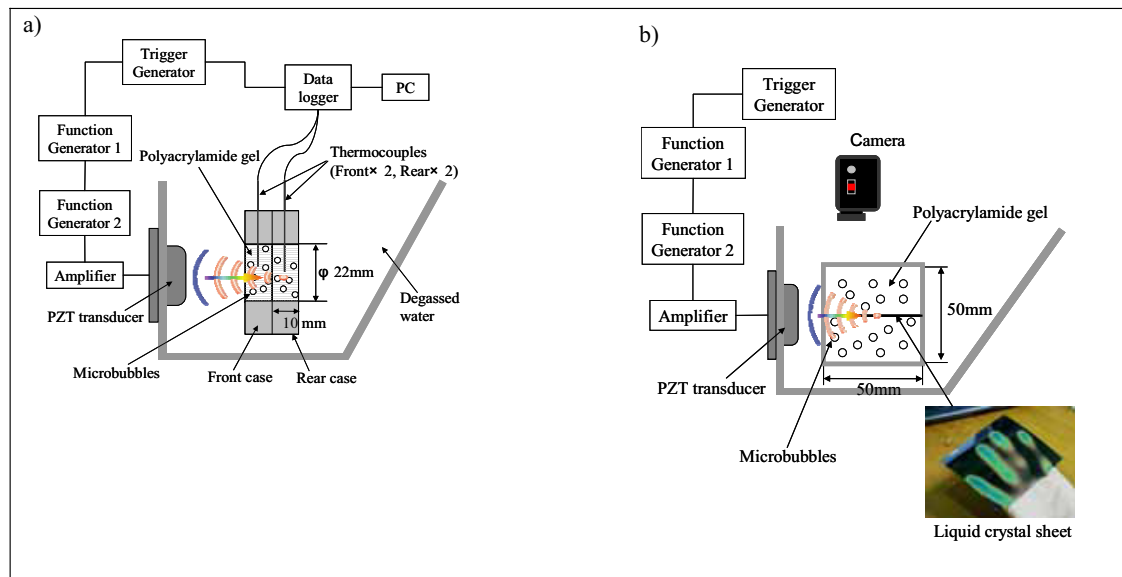 a)
Trigger
Generator
Data
logger
PC
Function
Generator 1
Polyacrylamide gel
Thermocouples
(Front× 2, Rear× 2)
Function
Generator 2
Amplifier
φ 22mm
PZT transducer
10 mm
Degassed
water
Microbubbles
Front case
Rear case
b)
Trigger
Generator
Camera
Function
Generator 1
Polyacrylamide gel
Function
Generator 2
Amplifier
50mm
PZT transducer
50mm
Microbubbles
Liquid crystal sheet